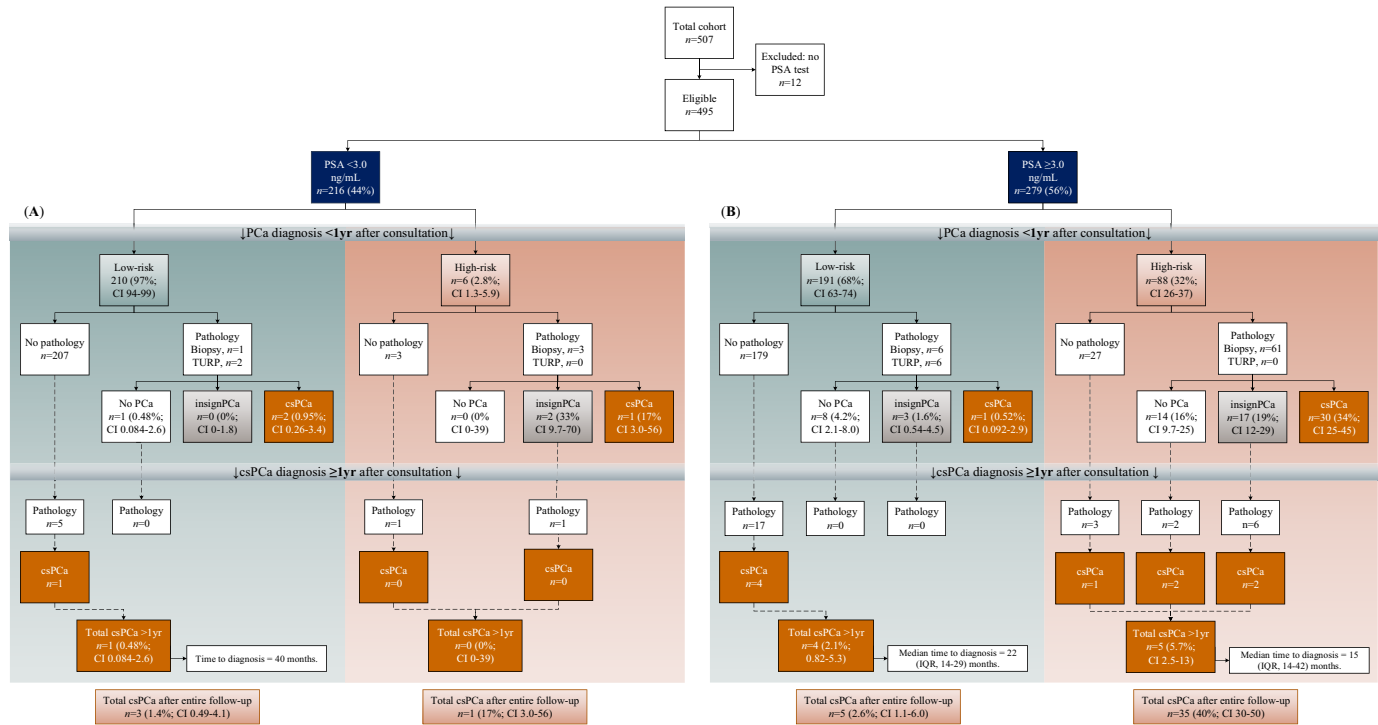 Total cohort
n=507
Excluded: no
PSA test
n=12
Eligible
n=495
PSA <3.0
ng/mL
n=216 (44%)
PSA ≥3.0
ng/mL
n=279 (56%)
(A)
↓PCa diagnosis <1yr after consultation↓
Low-risk
210 (97%;
CI 94-99)
High-risk
n=6 (2.8%;
CI 1.3-5.9)
No pathology
n=207
Pathology
Biopsy, n=1
TURP, n=2
No pathology
n=3
Pathology
Biopsy, n=3
TURP, n=0
No PCa
n=1 (0.48%;
CI 0.084-2.6)
insignPCa
n=0 (0%;
CI 0-1.8)
csPCa
n=2 (0.95%;
CI 0.26-3.4)
No PCa
n=0 (0%
CI 0-39)
insignPCa
n=2 (33%
CI 9.7-70)
csPCa
n=1 (17%
CI 3.0-56)
↓csPCa diagnosis ≥1yr after consultation ↓
Pathology
n=5
Pathology
n=0
Pathology
n=1
Pathology
n=1
csPCa
n=1
csPCa
n=0
csPCa
n=0
Total csPCa >1yr
n=1 (0.48%;
CI 0.084-2.6)
Time to diagnosis = 40 months.
Total csPCa >1yr
n=0 (0%;
CI 0-39)
Total csPCa after entire follow-up
n=3 (1.4%; CI 0.49-4.1)
Total csPCa after entire follow-up
n=1 (17%; CI 3.0-56)
(B)
↓PCa diagnosis <1yr after consultation↓
Low-risk
n=191 (68%;
CI 63-74)
High-risk
n=88 (32%;
CI 26-37)
No pathology
n=179
Pathology
Biopsy, n=6
TURP, n=6
No pathology
n=27
Pathology
Biopsy, n=61
TURP, n=0
No PCa
n=8 (4.2%;
CI 2.1-8.0)
insignPCa
n=3 (1.6%;
CI 0.54-4.5)
csPCa
n=1 (0.52%;
CI 0.092-2.9)
No PCa
n=14 (16%;
CI 9.7-25)
insignPCa
n=17 (19%;
CI 12-29)
csPCa
n=30 (34%;
CI 25-45)
↓csPCa diagnosis ≥1yr after consultation ↓
Pathology
n=17
Pathology
n=0
Pathology
n=0
Pathology
n=3
Pathology
n=2
Pathology
n=6
csPCa
n=4
csPCa
n=1
csPCa
n=2
csPCa
n=2
Total csPCa >1yr
n=4 (2.1%;
0.82-5.3)
Median time to diagnosis = 22
(IQR, 14-29) months.
Total csPCa >1yr
n=5 (5.7%;
CI 2.5-13)
Median time to diagnosis = 15
(IQR, 14-42) months.
Total csPCa after entire follow-up
n=5 (2.6%; CI 1.1-6.0)
Total csPCa after entire follow-up
n=35 (40%; CI 30-50)